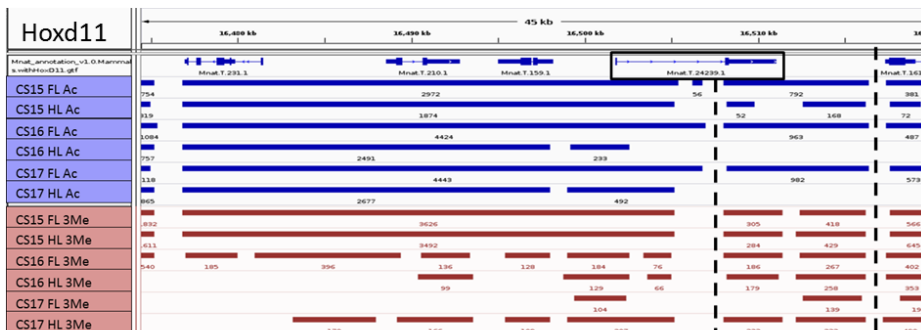 Hoxd11
45 kb
16,480 kb 16,490 kb 16,500 kb 16,510 kb
Mnat_annotation_v1.0.Mammal
s.withHoxD11.gtf
Mnat.T.231.1 Mnat.T.210.1 Mnat.T.159.1 Mnat.T.24239.1 Mnat.T.161
CS15 FL Ac
754 2972 56 792 381
CS15 HL Ac
319 1874 52 168 72
CS16 FL Ac
1084 4424 963 487
CS16 HL Ac
757 2491 233
CS17 FL Ac
118 4443 982 573
CS17 HL Ac
865 2677 492
CS15 FL 3Me
832 3626 305 418 566
CS15 HL 3Me
611 3492 284 429 645
CS16 FL 3Me
540 185 396 136 128 184 76 186 267 402
CS16 HL 3Me
99 129 66 179 258 353
CS17 FL 3Me
104 139 19
CS17 HL 3Me